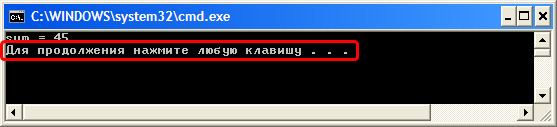 C:\WINDOWS\system32\cmd.exe
sum = 45
Для продолжения нажмите любую клавишу . . .